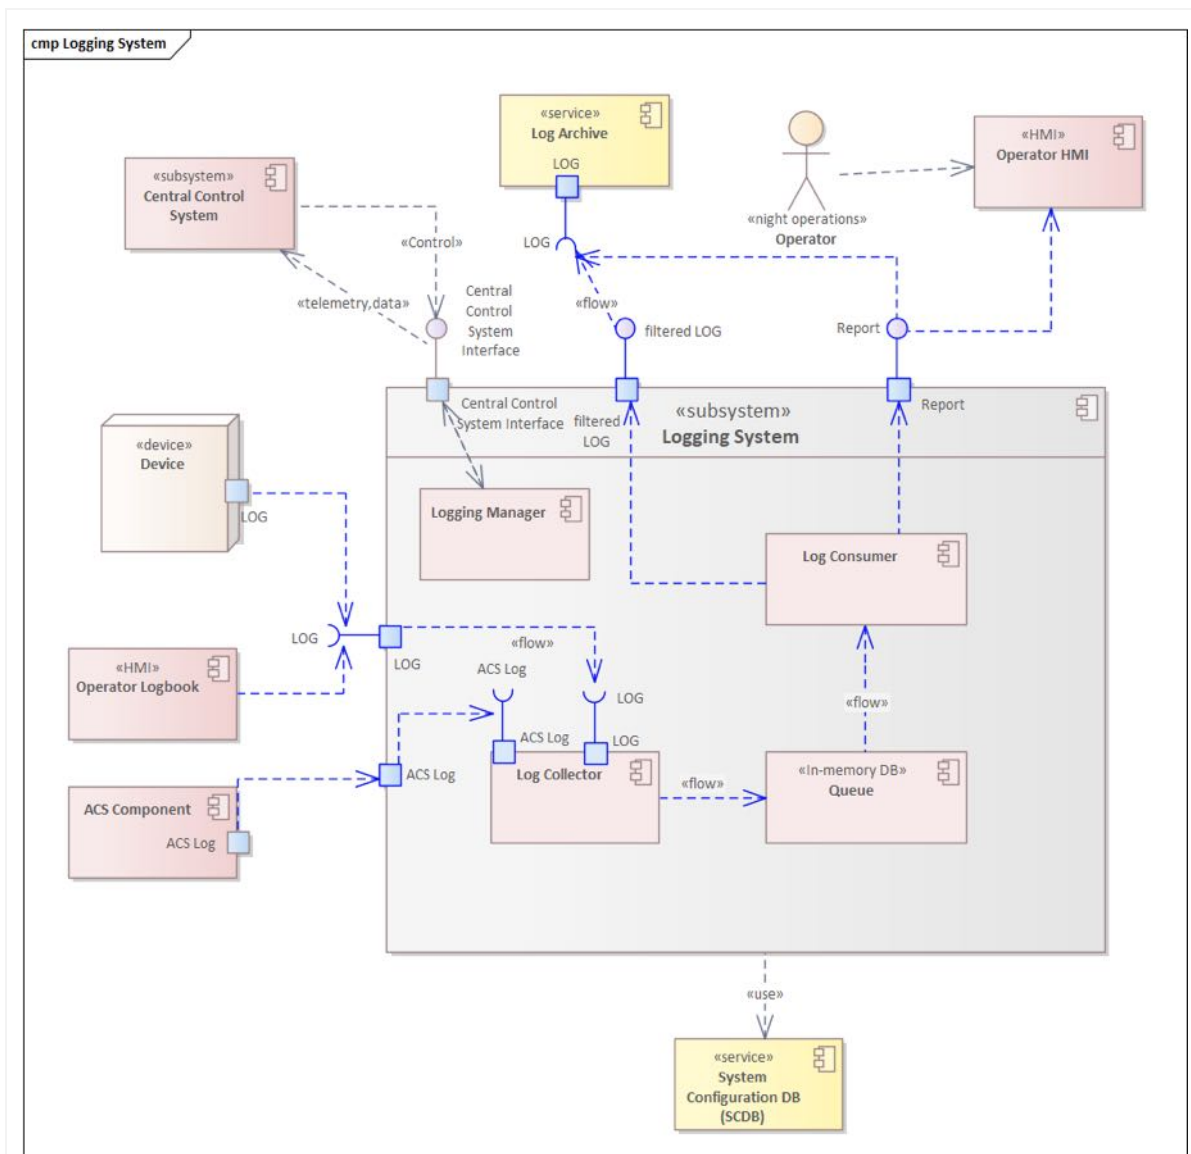 cmp Logging System
«service»
Log Archive
LOG
LOG
«night operations»
Operator
«HMI»
Operator HMI
«subsystem»
Central Control
System
«Control»
«telemetry,data»
Central
Control
System
Interface
«flow»
filtered LOG
Report
Central Control
System Interface
filtered
LOG
«subsystem»
Logging System
Report
«device»
Device
LOG
Logging Manager
Log Consumer
LOG
LOG
«flow»
«HMI»
Operator Logbook
ACS Log
LOG
«flow»
ACS Log
LOG
ACS Log
Log Collector
«flow»
«In-memory DB»
Queue
ACS Component
ACS Log
«use»
«service»
System
Configuration DB
(SCDB)